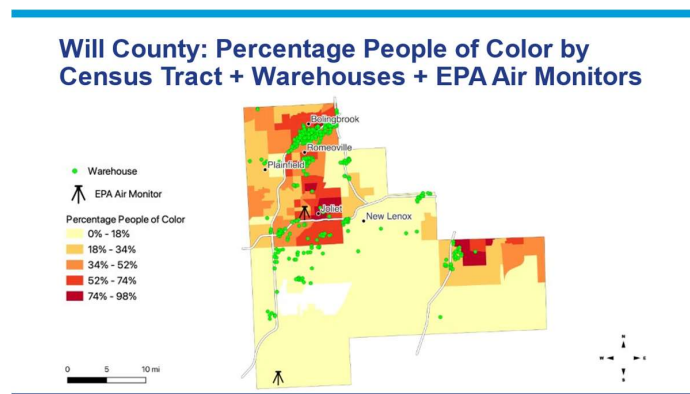 Will County: Percentage People of Color by
Census Tract + Warehouses + EPA Air Monitors
Bolingbrook
Romeoville
Plainfield
Warehouse
EPA Air Monitor
Joliet
New Lenox
Percentage People of Color
0% - 18%
18% - 34%
34% - 52%
52% - 74%
74% - 98%
0 5 10 mi
N
W E
S